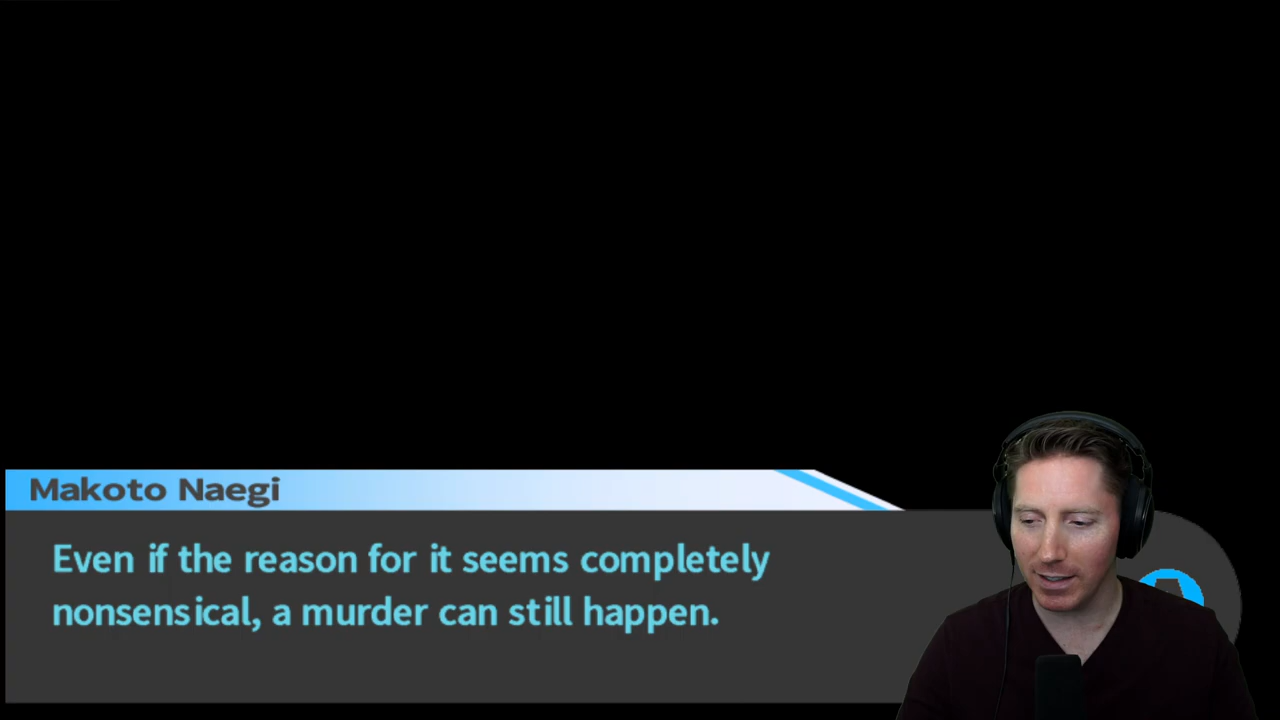 Makoto Naegi
Even if the reason for it seems completely
nonsensical, a murder can still happen.